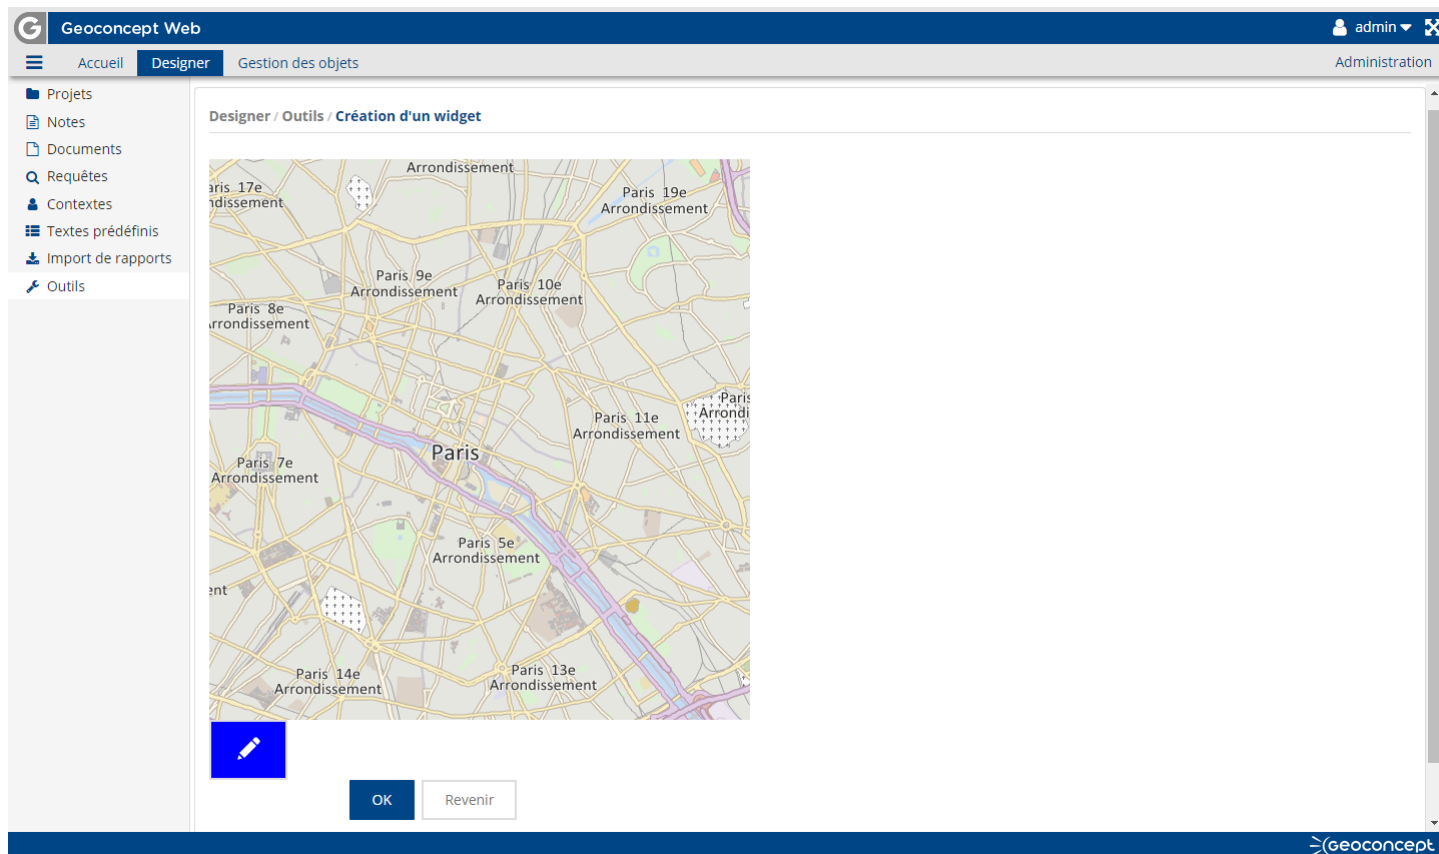 Geoconcept Web
admin
Accueil
Designer
Gestion des objets
Administration
Projets
Notes
Documents
Requêtes
Contextes
Textes prédéfinis
Import de rapports
Outils
Designer / Outils / Création d'un widget
Arrondissement
Paris 19e
Arrondissement
Paris 9e
Arrondissement
Paris 10e
Arrondissement
Paris 8e
rrondissement
Paris
Arrondi
Paris 11e
Arrondissement
Paris
Paris 7e
Arrondissement
Paris 5e
Arrondissement
ent
Paris 14e
Arrondissement
Paris 13e
Arrondissement
aris 17e
ndissement
OK
Revenir
Geoconcept